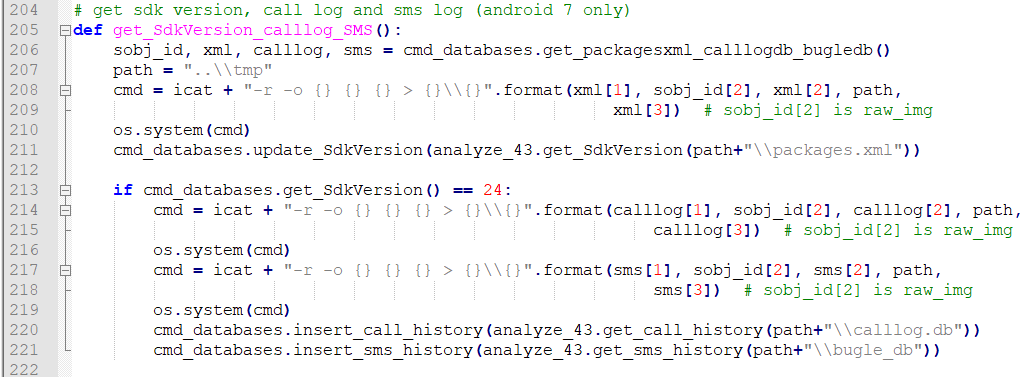 204 # get sdk version, call log and sms log (android 7 only)
205 def get_SdkVersion_calllog_SMS():
206     sobj_id, xml, calllog, sms = cmd_databases.get_packagesxml_calllogdb_bugledb()
207     path = "..\\tmp"
208     cmd = icat + "-r -o {} {} {} > {}\\{}".format(xml[1], sobj_id[2], xml[2], path,
209                                                   xml[3])  # sobj_id[2] is raw_img
210     os.system(cmd)
211     cmd_databases.update_SdkVersion(analyze_43.get_SdkVersion(path+"\\packages.xml"))
212
213     if cmd_databases.get_SdkVersion() == 24:
214         cmd = icat + "-r -o {} {} {} > {}\\{}".format(calllog[1], sobj_id[2], calllog[2], path,
215                                                       calllog[3])  # sobj_id[2] is raw_img
216         os.system(cmd)
217         cmd = icat + "-r -o {} {} {} > {}\\{}".format(sms[1], sobj_id[2], sms[2], path,
218                                                       sms[3])  # sobj_id[2] is raw_img
219         os.system(cmd)
220         cmd_databases.insert_call_history(analyze_43.get_call_history(path+"\\calllog.db"))
221         cmd_databases.insert_sms_history(analyze_43.get_sms_history(path+"\\bugle_db"))
222